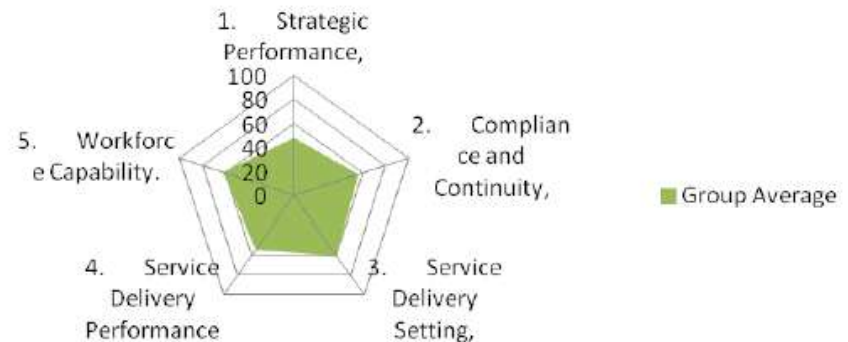 1. Strategic
Performance,
100
80
60
40
20
0
2. Complian
ce and
Continuity,
3. Service
Delivery
Setting,
4. Service
Delivery
Performance
5. Workforc
e Capability.
Group Average